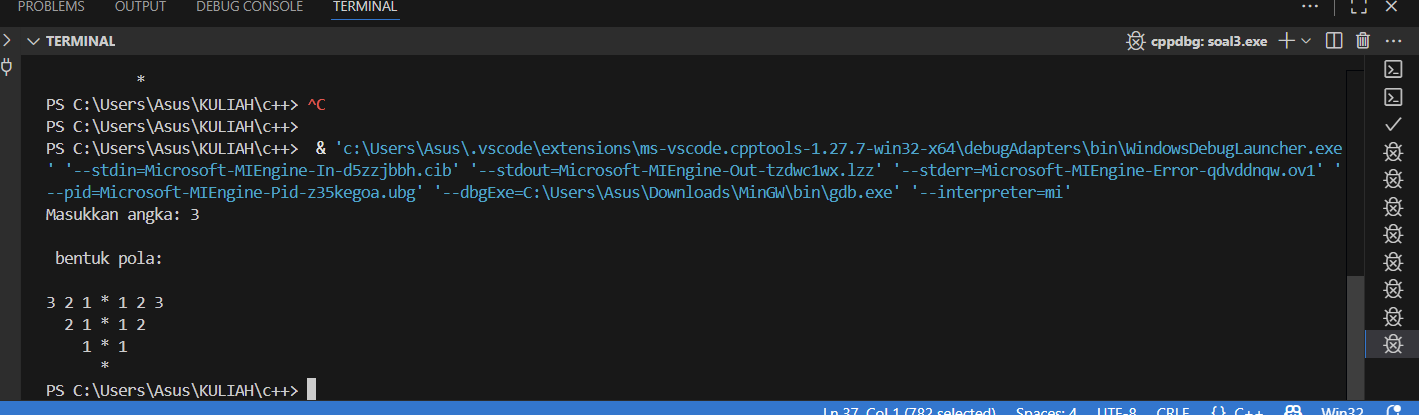 PROBLEMS OUTPUT DEBUG CONSOLE TERMINAL
TERMINAL cppdbg: soal3.exe
*
PS C:\Users\Asus\KULIAH\c++> ^C
PS C:\Users\Asus\KULIAH\c++>
PS C:\Users\Asus\KULIAH\c++>  & 'c:\Users\Asus\.vscode\extensions\ms-vscode.cpptools-1.27.7-win32-x64\debugAdapters\bin\WindowsDebugLauncher.exe
' '--stdin=Microsoft-MIEngine-In-d5zzjbbh.cib' '--stdout=Microsoft-MIEngine-Out-tzdwc1wx.lzz' '--stderr=Microsoft-MIEngine-Error-qdvddnqw.ov1' '
--pid=Microsoft-MIEngine-Pid-z35kegoa.ubg' '--dbgExe=C:\Users\Asus\Downloads\MinGW\bin\gdb.exe' '--interpreter=mi'
Masukkan angka: 3
bentuk pola:
3 2 1 * 1 2 3
2 1 * 1 2
1 * 1
*
PS C:\Users\Asus\KULIAH\c++>
Ln 37, Col 1 (782 selected) Spaces: 4 UTF-8 CRLF {} C++ Win32